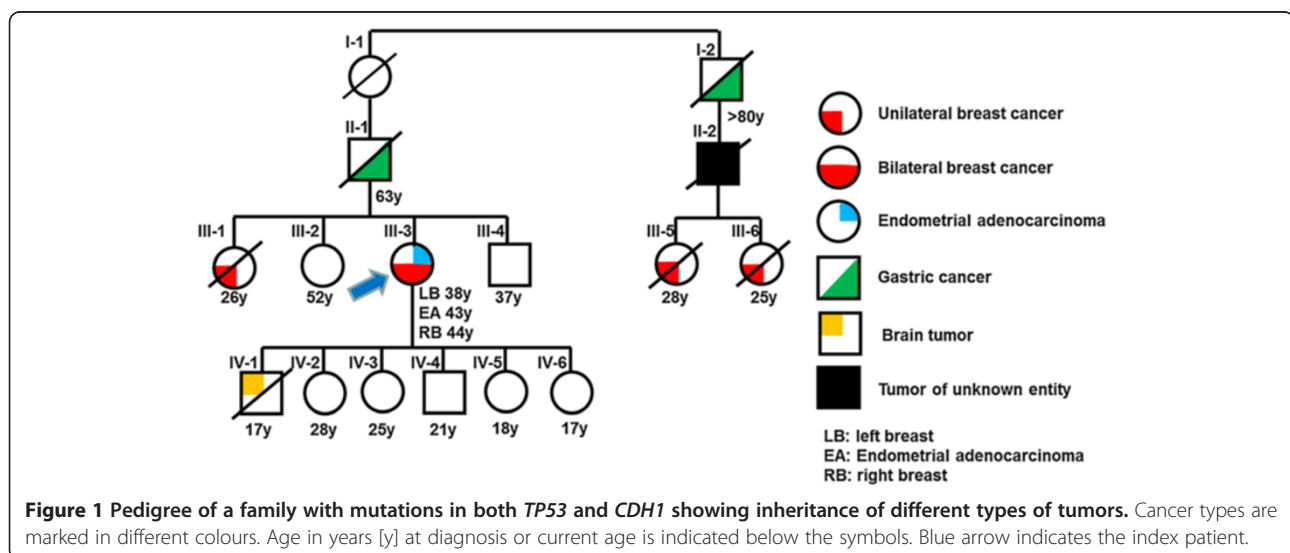 I-1
I-2
>80y
II-1
II-2
63y
III-1
III-2
III-3
III-4
III-5
III-6
26y
52y
LB 38y
EA 43y
RB 44y
37y
28y
25y
IV-1
IV-2
IV-3
IV-4
IV-5
IV-6
17y
28y
25y
21y
18y
17y
Unilateral breast cancer
Bilateral breast cancer
Endometrial adenocarcinoma
Gastric cancer
Brain tumor
Tumor of unknown entity
LB: left breast
EA: Endometrial adenocarcinoma
RB: right breast
Figure 1 Pedigree of a family with mutations in both TP53 and CDH1 showing inheritance of different types of tumors. Cancer types are
marked in different colours. Age in years [y] at diagnosis or current age is indicated below the symbols. Blue arrow indicates the index patient.